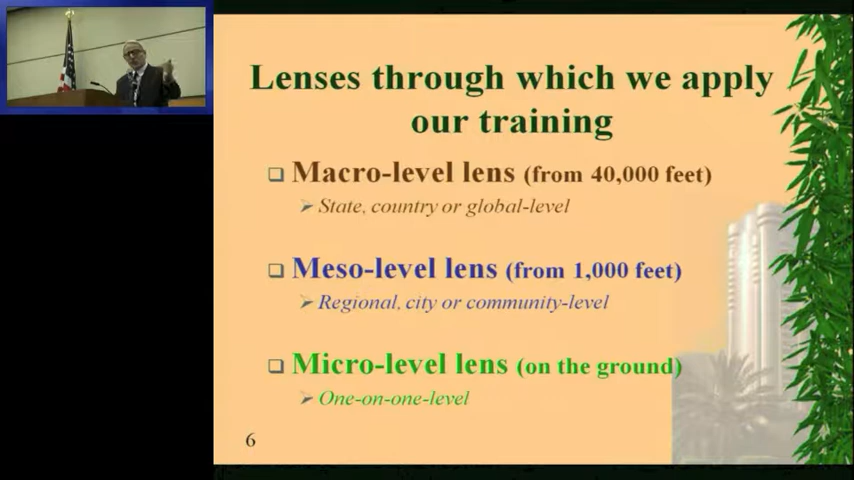 Lenses through which we apply
our training
Macro-level lens (from 40,000 feet)
State, country or global-level
Meso-level lens (from 1,000 feet)
Regional, city or community-level
Micro-level lens (on the ground)
One-on-one-level
6